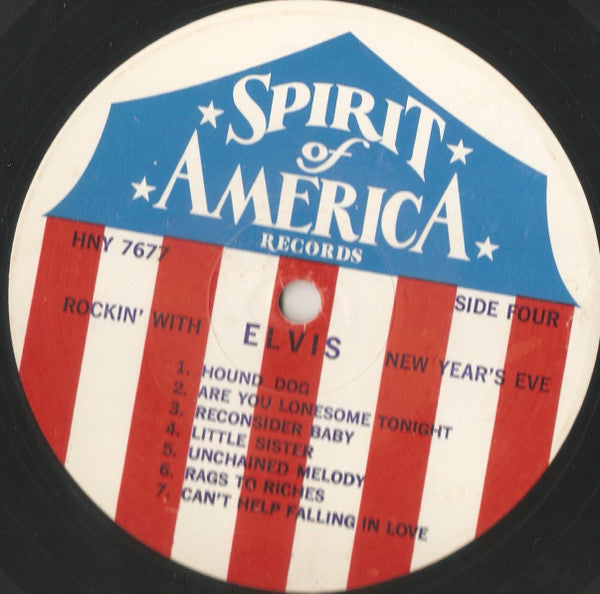 SPIRIT
of
AMERICA
RECORDS
HNY 7677
SIDE FOUR
ROCKIN' WITH ELVIS NEW YEAR'S EVE
1. HOUND DOG
2. ARE YOU LONESOME TONIGHT
3. RECONSIDER BABY
4. LITTLE SISTER
5. UNCHAINED MELODY
6. RAGS TO RICHES
7. CAN'T HELP FALLING IN LOVE